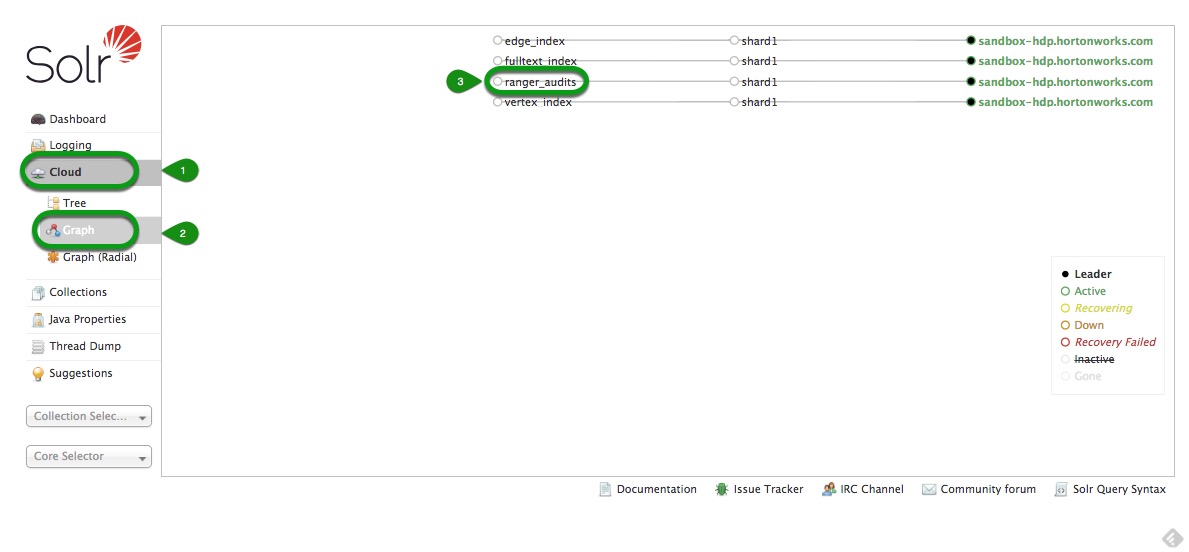 Solr
Dashboard
Logging
Cloud
1
Tree
Graph
2
Graph (Radial)
Collections
Java Properties
Thread Dump
Suggestions
Collection Selec...
Core Selector
edge_index shard1 sandbox-hdp.hortonworks.com
fulltext_index shard1 sandbox-hdp.hortonworks.com
3 ranger_audits shard1 sandbox-hdp.hortonworks.com
vertex_index shard1 sandbox-hdp.hortonworks.com
Leader
Active
Recovering
Down
Recovery Failed
Inactive
Gone
Documentation Issue Tracker IRC Channel Community forum Solr Query Syntax